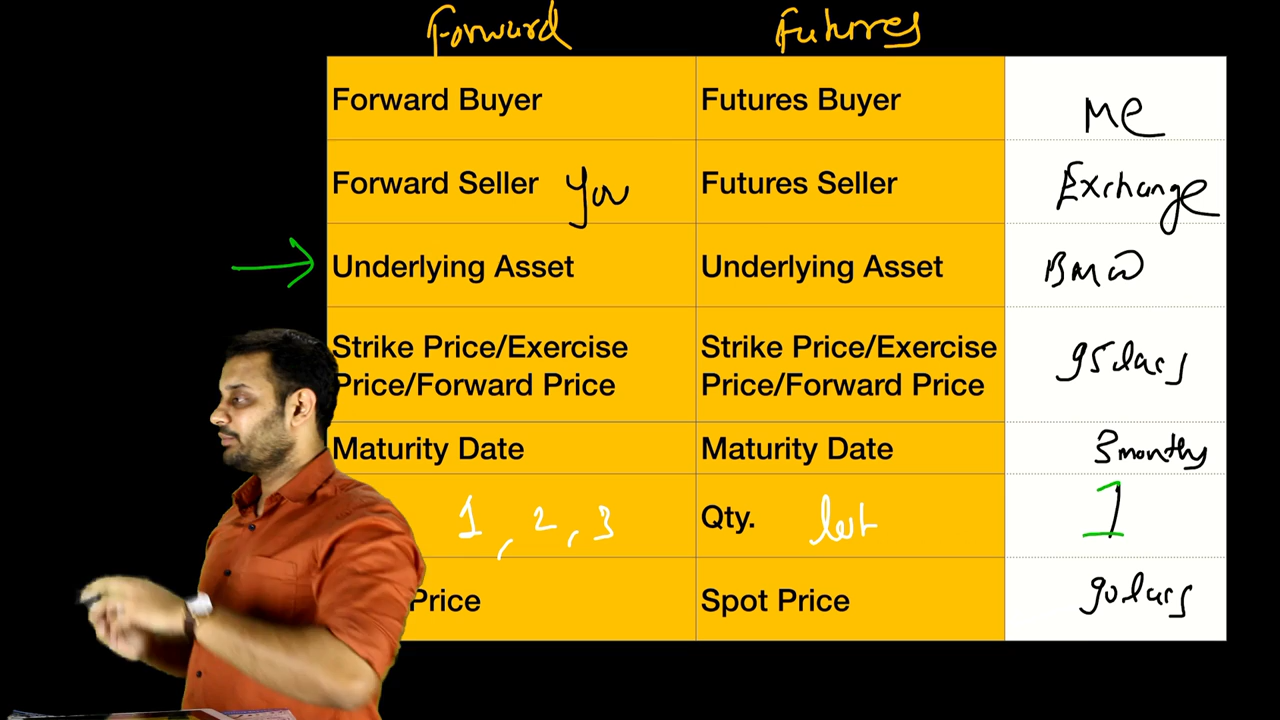 Forward Futures
Forward Buyer Futures Buyer Me
Forward Seller You Futures Seller Exchange
Underlying Asset Underlying Asset BMW
Strike Price/Exercise Strike Price/Exercise 95lacs
Price/Forward Price Price/Forward Price
Maturity Date Maturity Date 3months
1, 2, 3 Qty. lot 1
Price Spot Price 90lacs